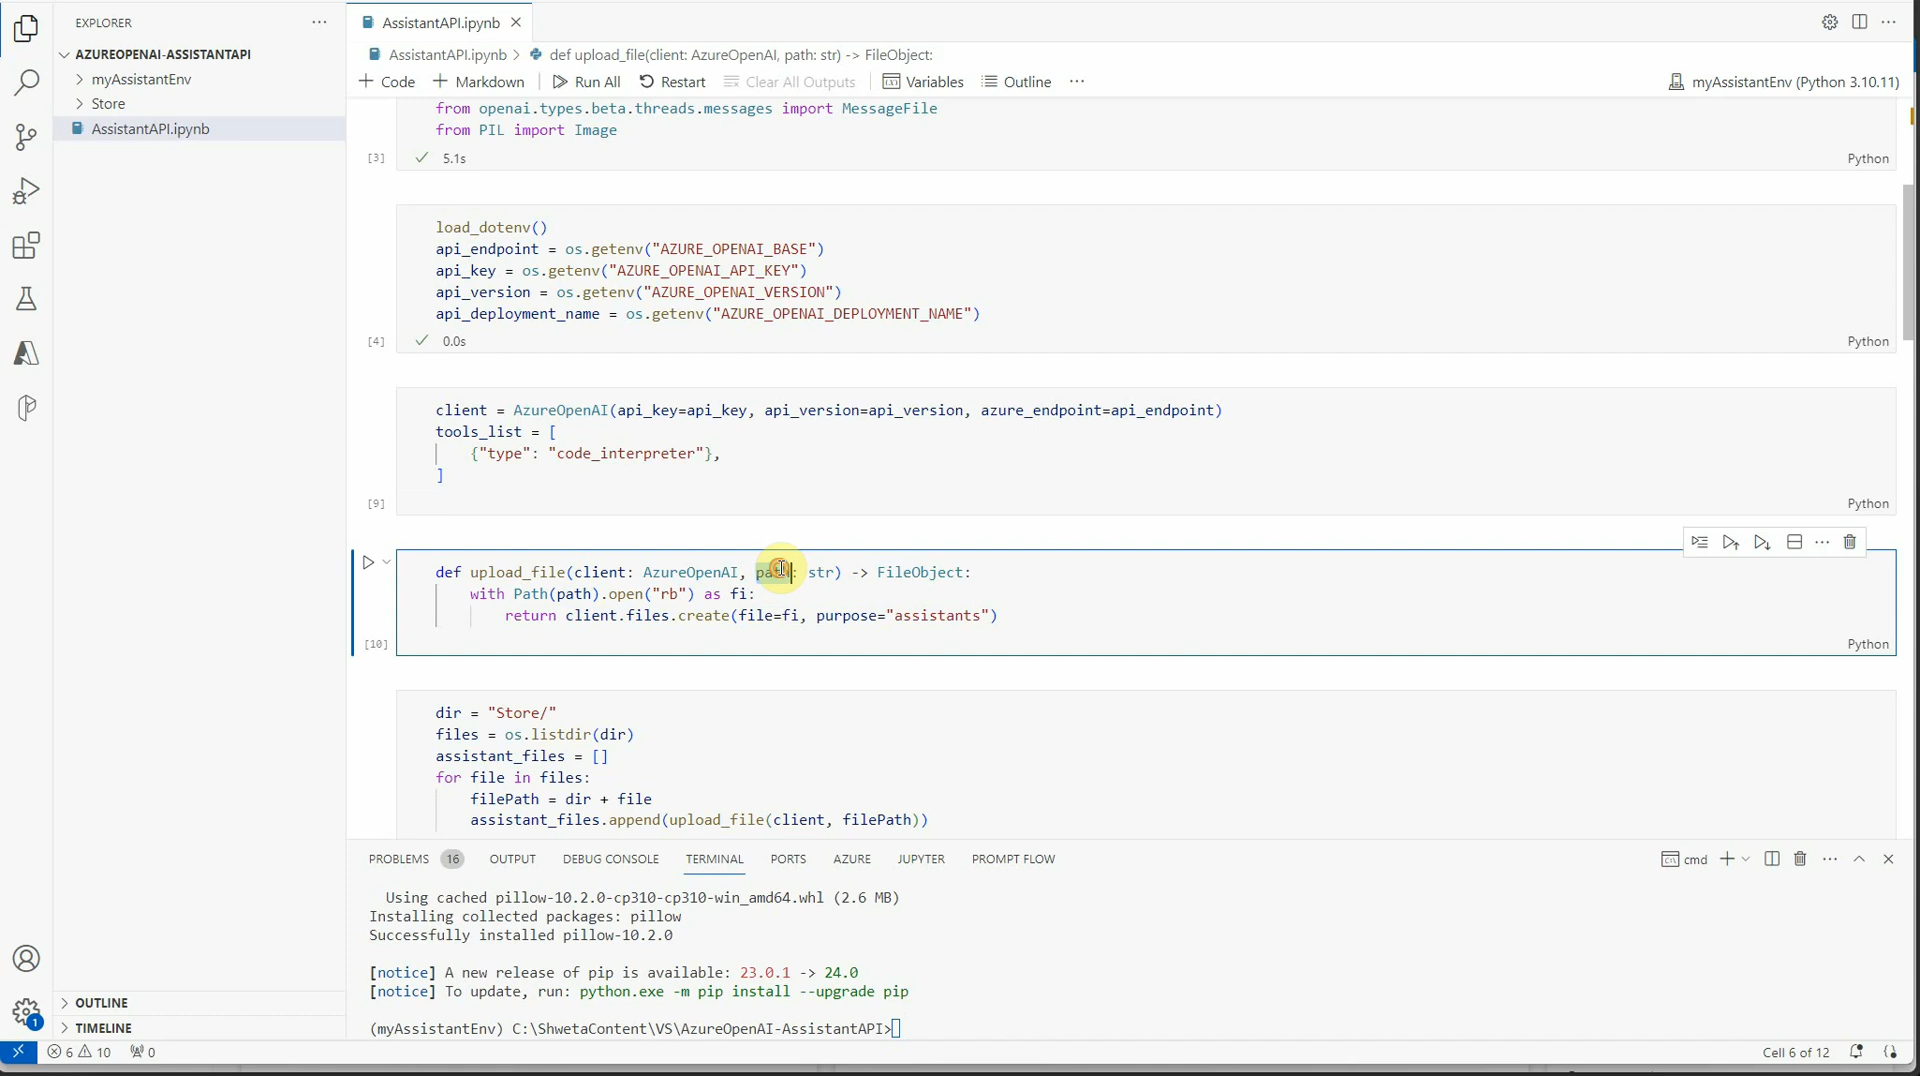 EXPLORER
AZUREOPENAI-ASSISTANTAPI
myAssistantEnv
Store
AssistantAPI.ipynb
OUTLINE
TIMELINE
AssistantAPI.ipynb
AssistantAPI.ipynb > def upload_file(client: AzureOpenAI, path: str) -> FileObject:
Code Markdown Run All Restart Clear All Outputs Variables Outline myAssistantEnv (Python 3.10.11)
from openai.types.beta.threads.messages import MessageFile
from PIL import Image
[3] 5.1s Python
load_dotenv()
api_endpoint = os.getenv("AZURE_OPENAI_BASE")
api_key = os.getenv("AZURE_OPENAI_API_KEY")
api_version = os.getenv("AZURE_OPENAI_VERSION")
api_deployment_name = os.getenv("AZURE_OPENAI_DEPLOYMENT_NAME")
[4] 0.0s Python
client = AzureOpenAI(api_key=api_key, api_version=api_version, azure_endpoint=api_endpoint)
tools_list = [
{"type": "code_interpreter"},
]
[9] Python
def upload_file(client: AzureOpenAI, path: str) -> FileObject:
with Path(path).open("rb") as fi:
return client.files.create(file=fi, purpose="assistants")
[10] Python
dir = "Store/"
files = os.listdir(dir)
assistant_files = []
for file in files:
filePath = dir + file
assistant_files.append(upload_file(client, filePath))
PROBLEMS 16 OUTPUT DEBUG CONSOLE TERMINAL PORTS AZURE JUPYTER PROMPT FLOW cmd
Using cached pillow-10.2.0-cp310-cp310-win_amd64.whl (2.6 MB)
Installing collected packages: pillow
Successfully installed pillow-10.2.0
[notice] A new release of pip is available: 23.0.1 -> 24.0
[notice] To update, run: python.exe -m pip install --upgrade pip
(myAssistantEnv) C:\ShwetaContent\VS\AzureOpenAI-AssistantAPI>
1
6 10 0 Cell 6 of 12